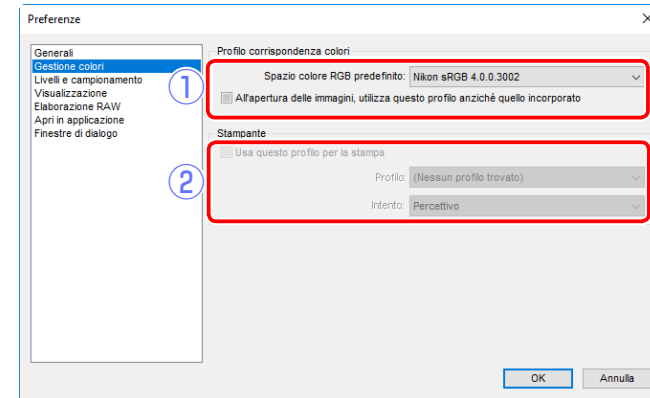 Preferenze
Generali
Gestione colori
Livelli e campionamento
Visualizzazione
Elaborazione RAW
Apri in applicazione
Finestre di dialogo
Profilo corrispondenza colori
①
Spazio colore RGB predefinito: Nikon sRGB 4.0.0.3002
All'apertura delle immagini, utilizza questo profilo anziché quello incorporato
Stampante
②
Usa questo profilo per la stampa
Profilo: (Nessun profilo trovato)
Intento: Percettivo
OK Annulla